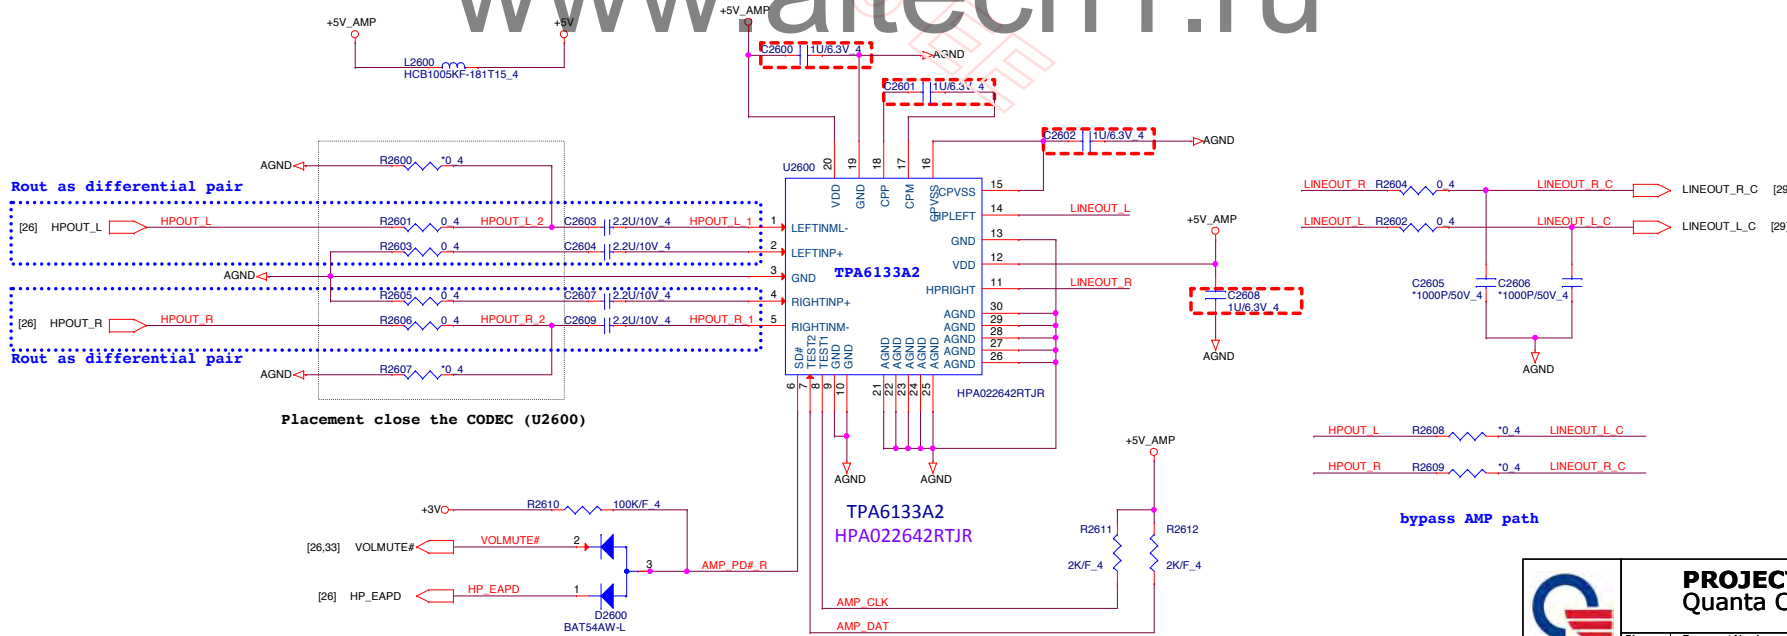 www.aitech1.ru
+5V_AMP
+5V
L2600
HCB1005KF-181T15_4
+5V_AMP
C2600
1U/6.3V_4
AGND
C2601
1U/6.3V_4
C2602
1U/6.3V_4
AGND
AGND
R2600
*0_4
Rout as differential pair
[26]
HPOUT_L
HPOUT_L
R2601
0_4
HPOUT_L_2
C2603
2.2U/10V_4
HPOUT_L_1
R2603
0_4
C2604
2.2U/10V_4
AGND
R2605
0_4
C2607
2.2U/10V_4
[26]
HPOUT_R
HPOUT_R
R2606
0_4
HPOUT_R_2
C2609
2.2U/10V_4
HPOUT_R_1
Rout as differential pair
AGND
R2607
*0_4
Placement close the CODEC (U2600)
U2600
20
19
18
17
16
VDD
GND
CPP
CPM
CPVSS
1
LEFTINML-
2
LEFTINP+
3
GND
4
RIGHTINP+
5
RIGHTINM-
TPA6133A2
CPVSS
15
HPLEFT
14
LINEOUT_L
GND
13
VDD
12
HPRIGHT
11
LINEOUT_R
AGND
30
AGND
29
AGND
28
AGND
27
AGND
26
SD#
TEST2
TEST1
GND
GND
AGND
AGND
AGND
AGND
AGND
6
7
8
9
10
21
22
23
24
25
HPA022642RTJR
AGND
AGND
TPA6133A2
HPA022642RTJR
+5V_AMP
C2608
1U/6.3V_4
AGND
LINEOUT_R
R2604
0_4
LINEOUT_R_C
LINEOUT_R_C
[29
LINEOUT_L
R2602
0_4
LINEOUT_L_C
LINEOUT_L_C
[29]
C2605
*1000P/50V_4
C2606
*1000P/50V_4
AGND
HPOUT_L
R2608
*0_4
LINEOUT_L_C
HPOUT_R
R2609
*0_4
LINEOUT_R_C
bypass AMP path
+3V
R2610
100K/F_4
[26,33]
VOLMUTE#
VOLMUTE#
2
3
AMP_PD#_R
[26]
HP_EAPD
HP_EAPD
1
D2600
BAT54AW-L
+5V_AMP
R2611
2K/F_4
R2612
2K/F_4
AMP_CLK
AMP_DAT
PROJECT
Quanta C